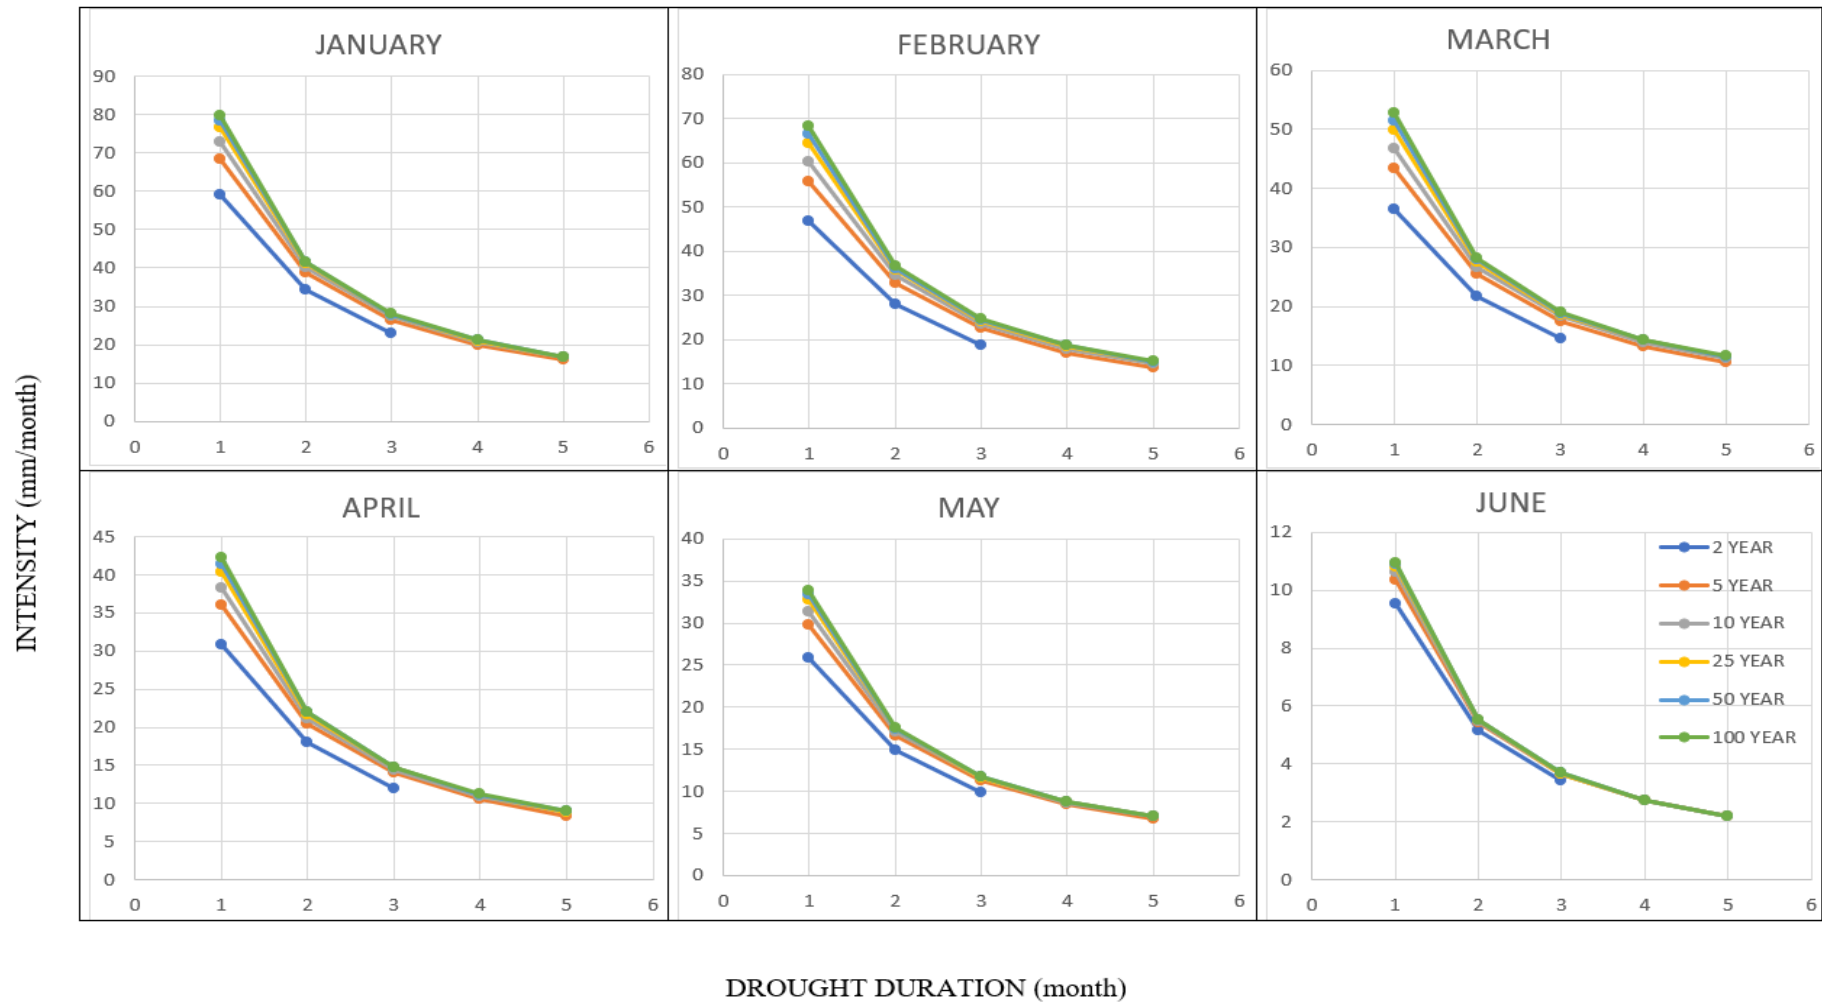 INTENSITY (mm/month)
JANUARY
90
80
70
60
50
40
30
20
10
0
0 1 2 3 4 5 6
FEBRUARY
80
70
60
50
40
30
20
10
0
0 1 2 3 4 5 6
MARCH
60
50
40
30
20
10
0
0 1 2 3 4 5 6
APRIL
45
40
35
30
25
20
15
10
5
0
0 1 2 3 4 5 6
MAY
40
35
30
25
20
15
10
5
0
0 1 2 3 4 5 6
JUNE
12
10
8
6
4
2
0
0 1 2 3 4 5 6
2 YEAR
5 YEAR
10 YEAR
25 YEAR
50 YEAR
100 YEAR
DROUGHT DURATION (month)